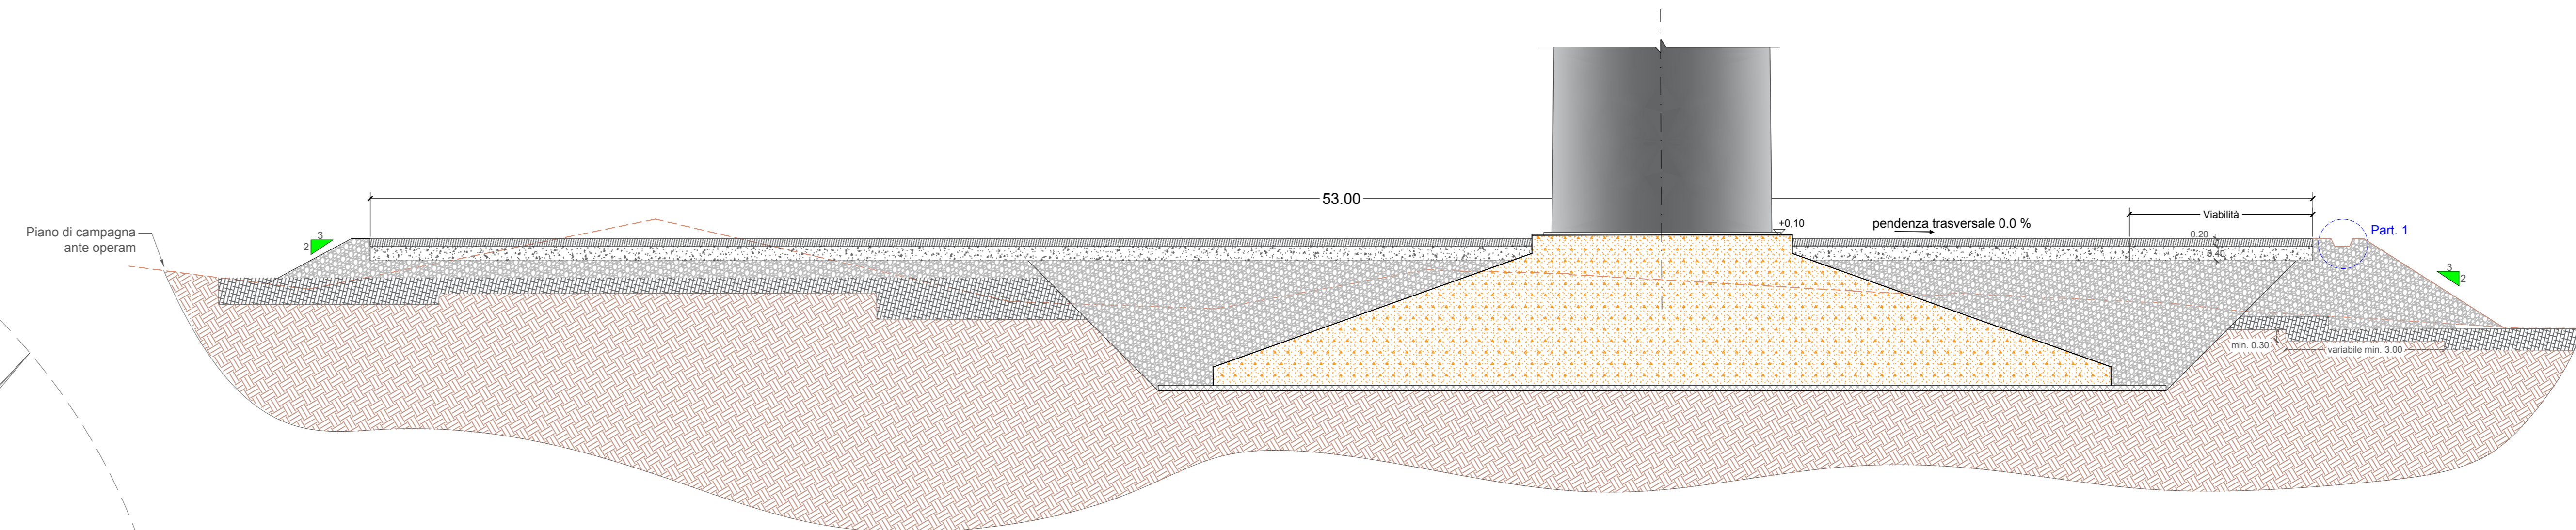 53.00
Piano di campagna
ante operam
3
2
+0,10
pendenza trasversale 0.0 %
Viabilità
0.20
0.40
Part. 1
3
2
min. 0.30
variabile min. 3.00